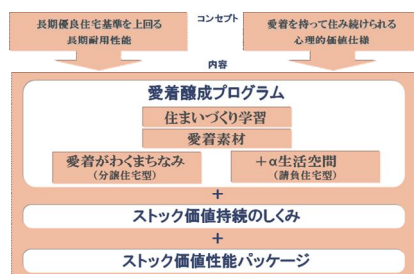 長期優良住宅基準を上回る
長期耐用性能
コンセプト
愛着を持って住み続けられる
心理的価値仕様
内容
愛着醸成プログラム
住まいづくり学習
愛着素材
愛着がわくまちなみ
(分譲住宅型)
+α生活空間
(請負住宅型)
+
ストック価値持続のしくみ
+
ストック価値性能パッケージ